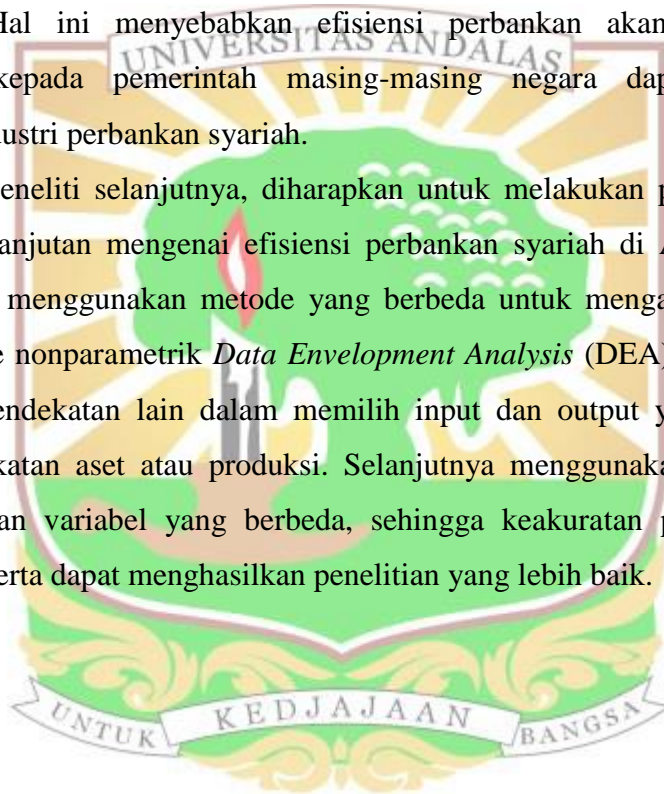 Hal ini menyebabkan efisiensi perbankan akan
UNIVERSITAS ANDALAS
kepada pemerintah masing-masing negara dap
ustri perbankan syariah.
eneliti selanjutnya, diharapkan untuk melakukan p
anjutan mengenai efisiensi perbankan syariah di A
menggunakan metode yang berbeda untuk menga
e nonparametrik Data Envelopment Analysis (DEA)
endekatan lain dalam memilih input dan output y
katan aset atau produksi. Selanjutnya menggunaka
an variabel yang berbeda, sehingga keakuratan p
erta dapat menghasilkan penelitian yang lebih baik.
UNTUK KEDJAJAAN BANGSA